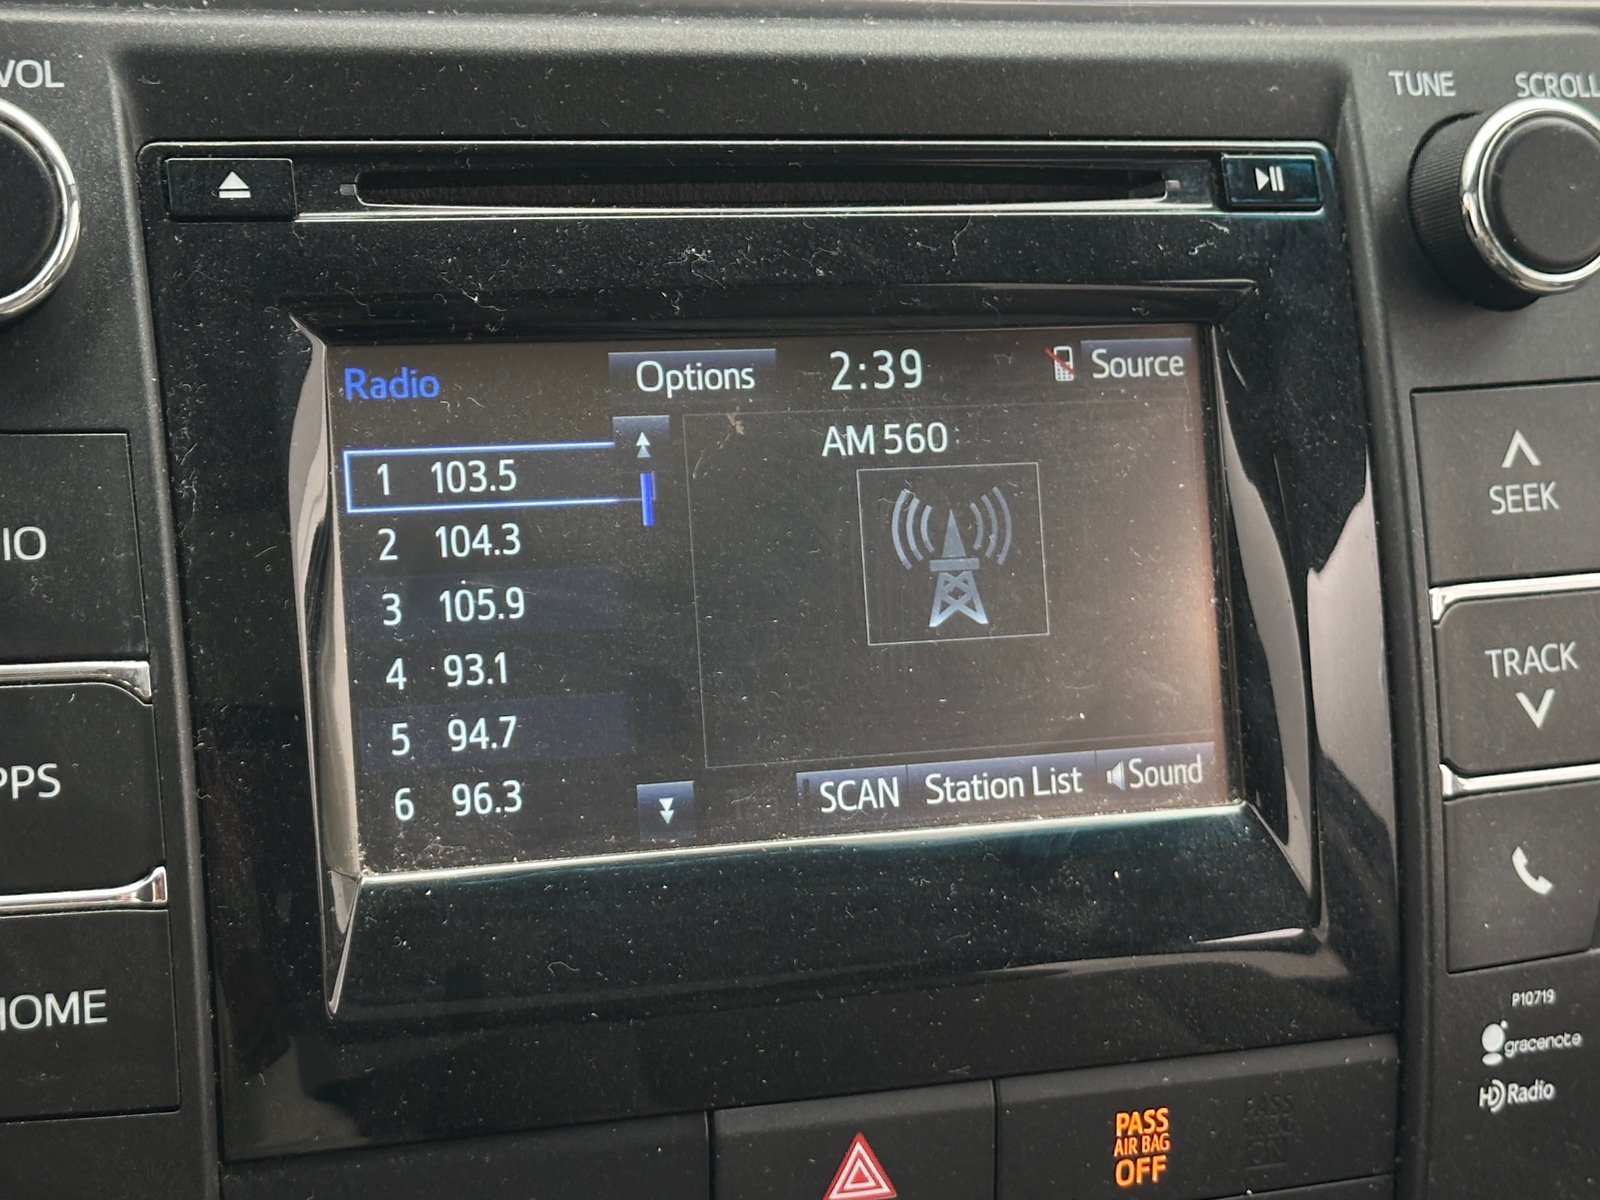 VOL
TUNE SCROLL
Radio Options 2:39 Source
AM 560
1 103.5
2 104.3
3 105.9
4 93.1
5 94.7
6 96.3
SCAN Station List Sound
IO
PPS
HOME
SEEK
TRACK
P10719
gracenote
HD Radio
PASS
AIR BAG
OFF
PASS
ON